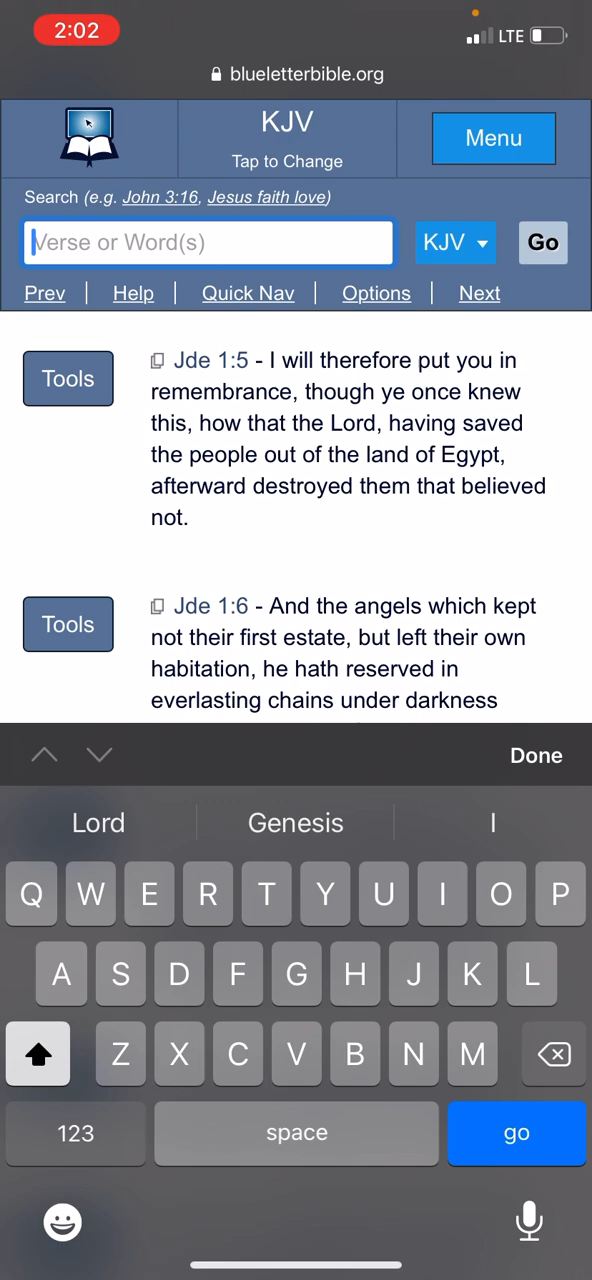 2:02
LTE
blueletterbible.org
KJV
Tap to Change
Menu
Search (e.g. John 3:16, Jesus faith love)
Verse or Word(s)
KJV
Go
Prev | Help | Quick Nav | Options | Next
Tools
Jde 1:5 - I will therefore put you in
remembrance, though ye once knew
this, how that the Lord, having saved
the people out of the land of Egypt,
afterward destroyed them that believed
not.
Tools
Jde 1:6 - And the angels which kept
not their first estate, but left their own
habitation, he hath reserved in
everlasting chains under darkness
Done
Lord Genesis I
Q W E R T Y U I O P
A S D F G H J K L
Z X C V B N M
123 space go